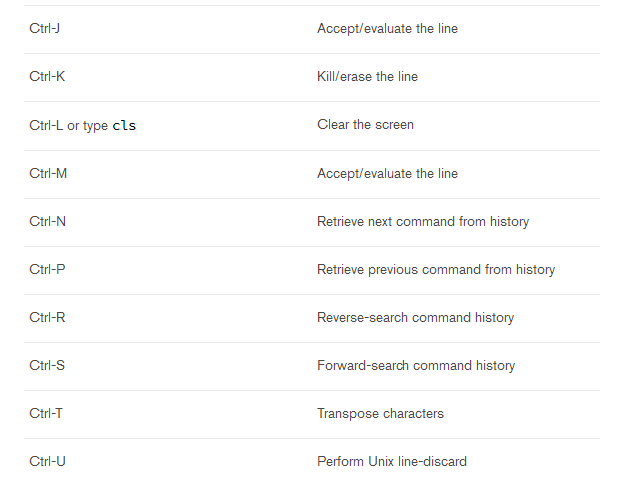 Ctrl-J Accept/evaluate the line
Ctrl-K Kill/erase the line
Ctrl-L or type cls Clear the screen
Ctrl-M Accept/evaluate the line
Ctrl-N Retrieve next command from history
Ctrl-P Retrieve previous command from history
Ctrl-R Reverse-search command history
Ctrl-S Forward-search command history
Ctrl-T Transpose characters
Ctrl-U Perform Unix line-discard